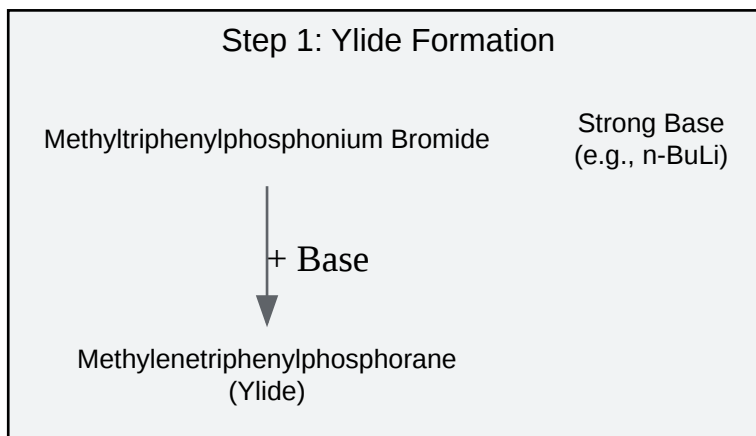 Step 1: Ylide Formation
Methyltriphenylphosphonium Bromide
Strong Base
(e.g., n-BuLi)
+ Base
Methylenetriphenylphosphorane
(Ylide)